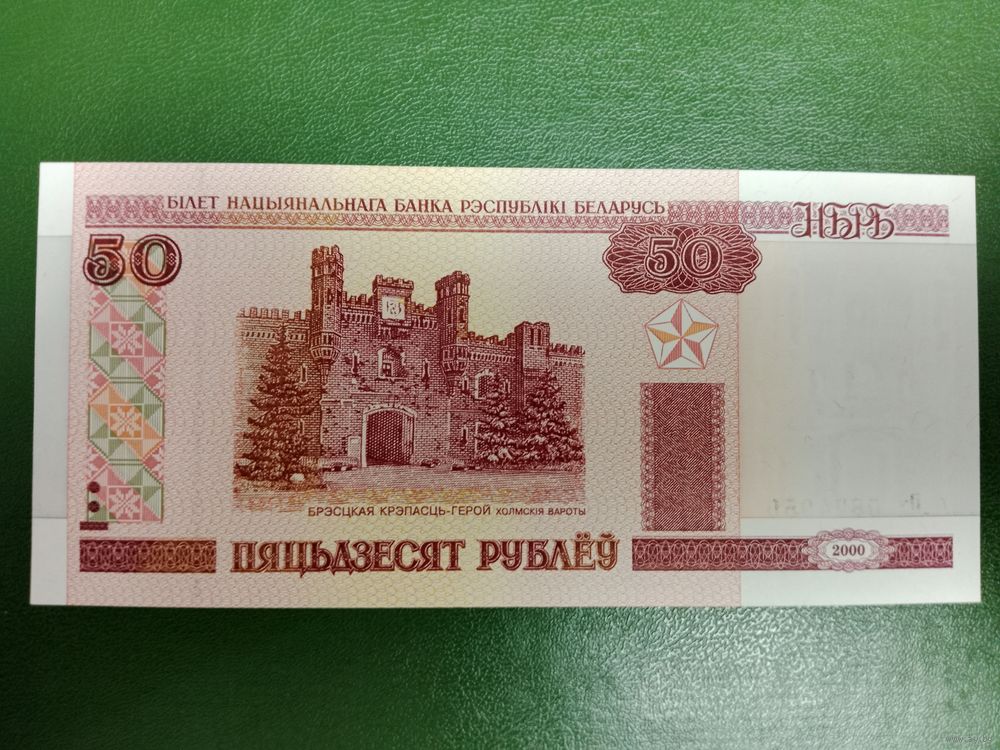 БІЛЕТ НАЦЫЯНАЛЬНАГА БАНКА РЭСПУБЛІКІ БЕЛАРУСЬ
НБРБ
50
50
БРЭСЦКАЯ КРЭПАСЦЬ-ГЕРОЙ ХОЛМСКІЯ ВАРОТЫ
ПЯЦЬДЗЕСЯТ РУБЛЁЎ
2000